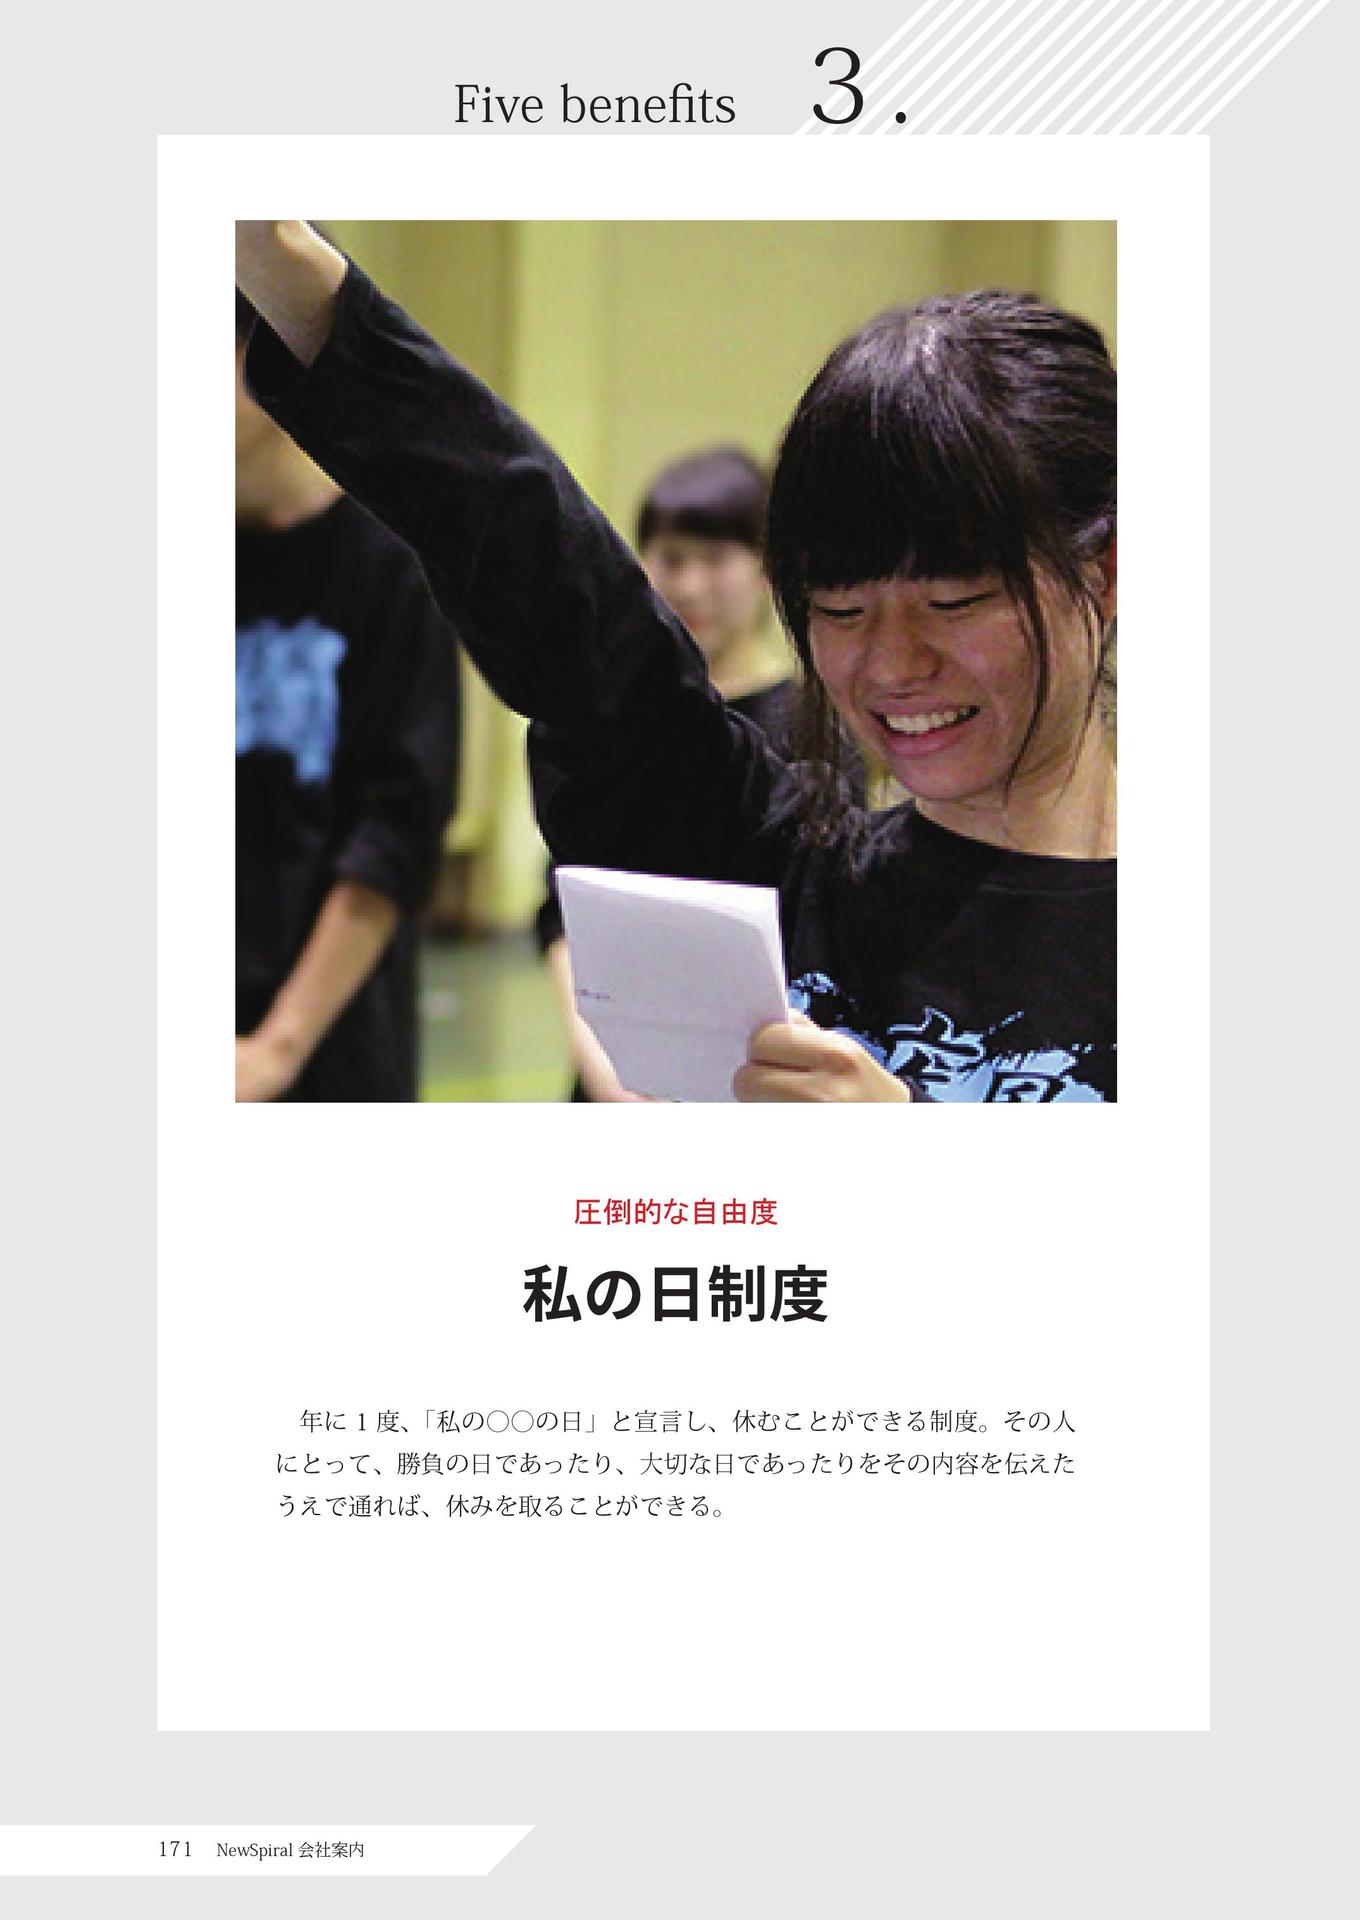 Five benefits 3.
圧倒的な自由度
私の日制度
年に 1 度、「私の〇〇の日」と宣言し、休むことができる制度。その人
にとって、勝負の日であったり、大切な日であったりをその内容を伝えた
うえで通れば、休みを取ることができる。
171 NewSpiral 会社案内